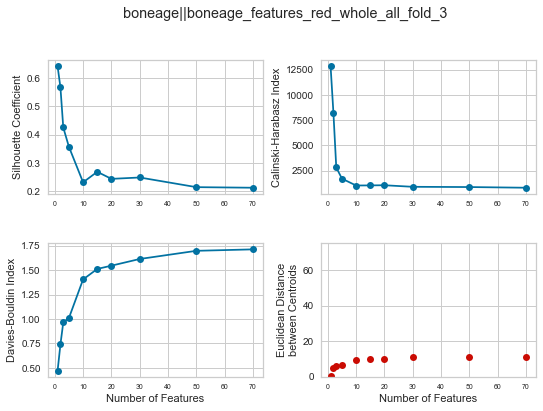 boneage||boneage_features_red_whole_all_fold_3
Silhouette Coefficient
0.6
0.5
0.4
0.3
0.2
0 10 20 30 40 50 60 70
Calinski-Harabasz Index
12500
10000
7500
5000
2500
0 10 20 30 40 50 60 70
Davies-Bouldin Index
1.75
1.50
1.25
1.00
0.75
0.50
0 10 20 30 40 50 60 70
Number of Features
Euclidean Distance
between Centroids
60
40
20
0
0 10 20 30 40 50 60 70
Number of Features